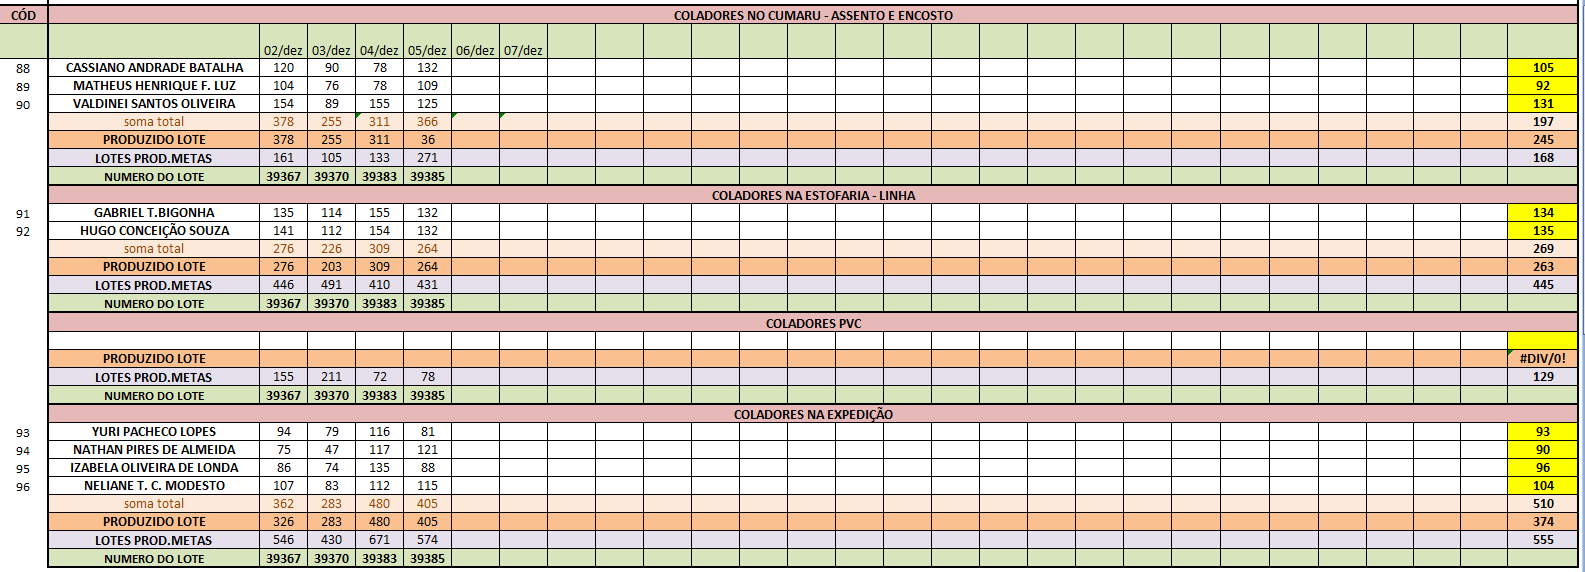 CÓD COLADORES NO CUMARU - ASSENTO E ENCOSTO
02/dez 03/dez 04/dez 05/dez 06/dez 07/dez
88 CASSIANO ANDRADE BATALHA 120 90 78 132 105
89 MATHEUS HENRIQUE F. LUZ 104 76 78 109 92
90 VALDINEI SANTOS OLIVEIRA 154 89 155 125 131
soma total 378 255 311 366 197
PRODUZIDO LOTE 378 255 311 36 245
LOTES PROD.METAS 161 105 133 271 168
NUMERO DO LOTE 39367 39370 39383 39385
COLADORES NA ESTOFARIA - LINHA
91 GABRIEL T.BIGONHA 135 114 155 132 134
92 HUGO CONCEIÇÃO SOUZA 141 112 154 132 135
soma total 276 226 309 264 269
PRODUZIDO LOTE 276 203 309 264 263
LOTES PROD.METAS 446 491 410 431 445
NUMERO DO LOTE 39367 39370 39383 39385
COLADORES PVC
PRODUZIDO LOTE #DIV/0!
LOTES PROD.METAS 155 211 72 78 129
NUMERO DO LOTE 39367 39370 39383 39385
COLADORES NA EXPEDIÇÃO
93 YURI PACHECO LOPES 94 79 116 81 93
94 NATHAN PIRES DE ALMEIDA 75 47 117 121 90
95 IZABELA OLIVEIRA DE LONDA 86 74 135 88 96
96 NELIANE T. C. MODESTO 107 83 112 115 104
soma total 362 283 480 405 510
PRODUZIDO LOTE 326 283 480 405 374
LOTES PROD.METAS 546 430 671 574 555
NUMERO DO LOTE 39367 39370 39383 39385